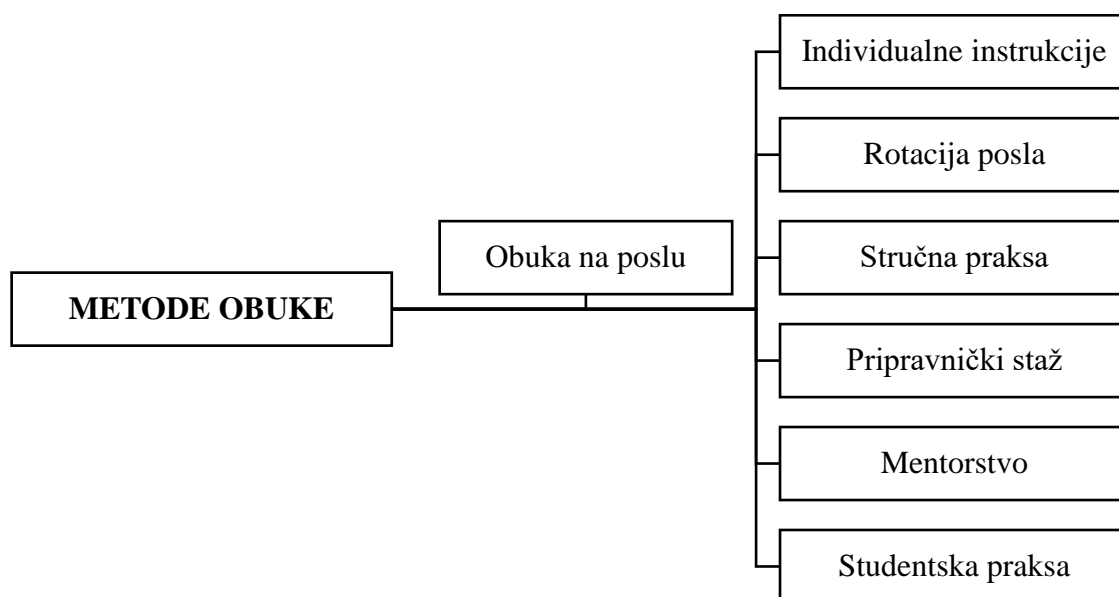 METODE OBUKE
Obuka na poslu
Individualne instrukcije
Rotacija posla
Stručna praksa
Pripravnički staž
Mentorstvo
Studentska praksa